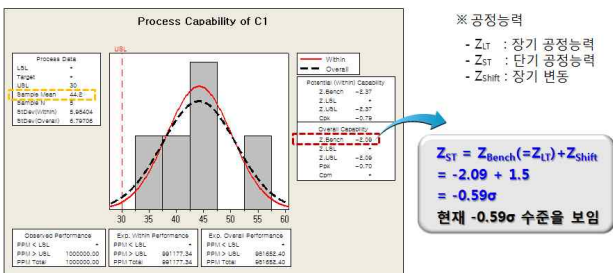 Process Capability of C1
※ 공정능력
- ZLT : 장기 공정능력
- ZST : 단기 공정능력
- ZShift : 장기 변동
USL
Process Data
LSL *
Target *
USL 30
Sample Mean 44.2
Sample N 5
StDev(Within) 5.98404
StDev(Overall) 6.79706
Within
Overall
Potential (Within) Capability
Z.Bench -2.37
Z.LSL *
Z.USL -2.37
Cpk -0.79
Overall Capability
Z.Bench -2.09
Z.LSL *
Z.USL -2.09
Ppk -0.70
Cpm *
ZST = ZBench(=ZLT)+ZShift
= -2.09 + 1.5
= -0.59σ
현재 -0.59σ 수준을 보임
30 35 40 45 50 55 60
Observed Performance
PPM < LSL *
PPM > USL 1000000.00
PPM Total 1000000.00
Exp. Within Performance
PPM < LSL *
PPM > USL 991177.34
PPM Total 991177.34
Exp. Overall Performance
PPM < LSL *
PPM > USL 981652.40
PPM Total 981652.40